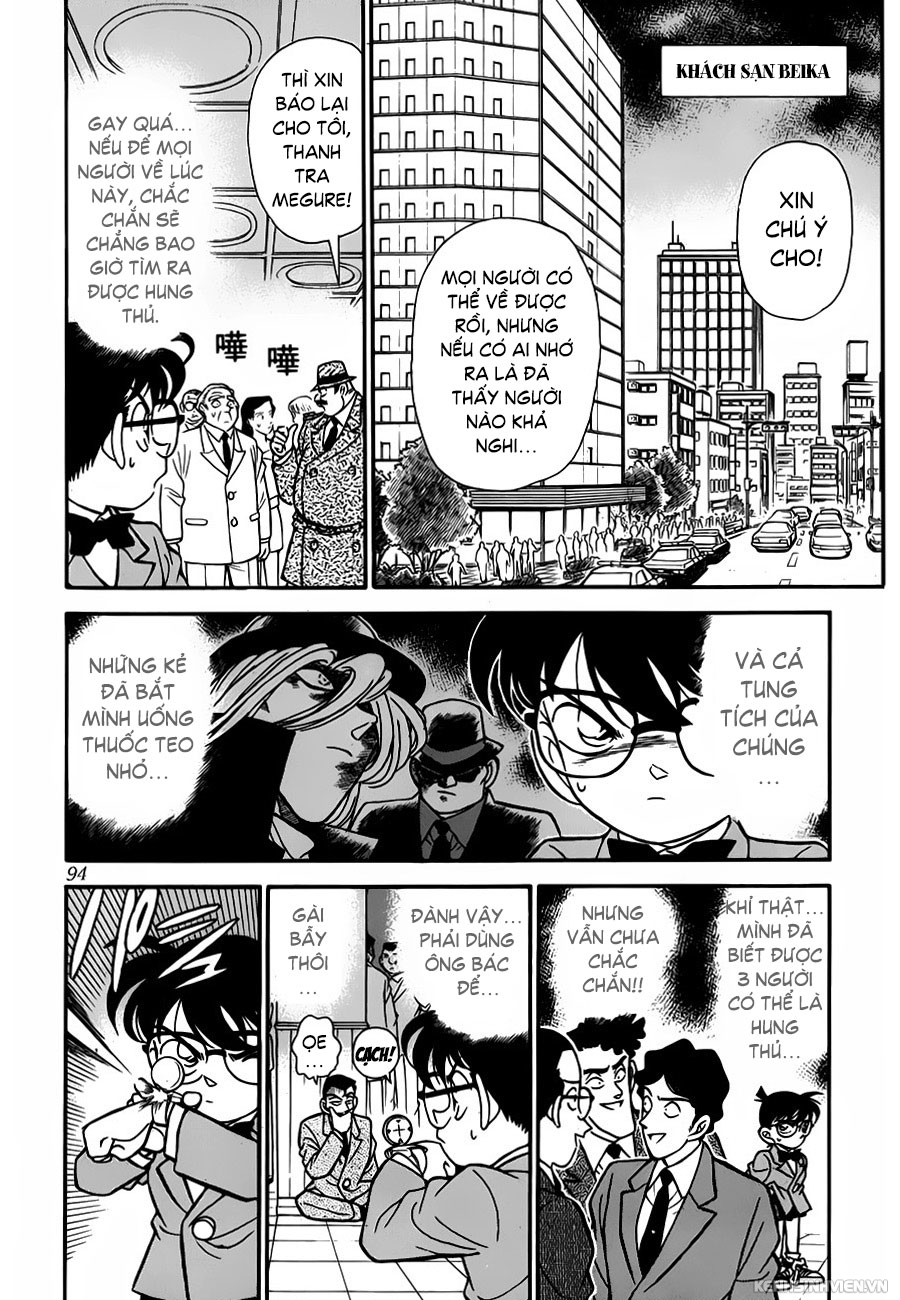 KHÁCH SẠN BEIKA
XIN
CHÚ Ý
CHO!
MỌI NGƯỜI CÓ
THỂ VỀ ĐƯỢC
RỒI, NHƯNG
NẾU CÓ AI NHỚ
RA LÀ ĐÃ
THẤY NGƯỜI
NÀO KHẢ
NGHI...
THÌ XIN
BÁO LẠI
CHO TÔI,
THANH
TRA
MEGURE!
GAY QUÁ...
NẾU ĐỂ MỌI
NGƯỜI VỀ LÚC
NÀY, CHẮC
CHẮN SẼ
CHẲNG BAO
GIỜ TÌM RA
ĐƯỢC HUNG
THỦ.
嘩 嘩
VÀ CẢ
TUNG
TÍCH CỦA
CHÚNG
...
NHỮNG KẺ
ĐÃ BẮT
MÌNH UỐNG
THUỐC TEO
NHỎ...
94
KHỈ THẬT...
MÌNH ĐÃ
BIẾT ĐƯỢC
3 NGƯỜI
CÓ THỂ LÀ
HUNG
THỦ...
NHƯNG
VẪN CHƯA
CHẮC
CHẮN!!
ĐÀNH VẬY...
PHẢI DÙNG
ÔNG BÁC
ĐỂ...
GÀI
BẪY
THÔI
...
ỌE
CẠCH!
KENHSINHVIEN.VN